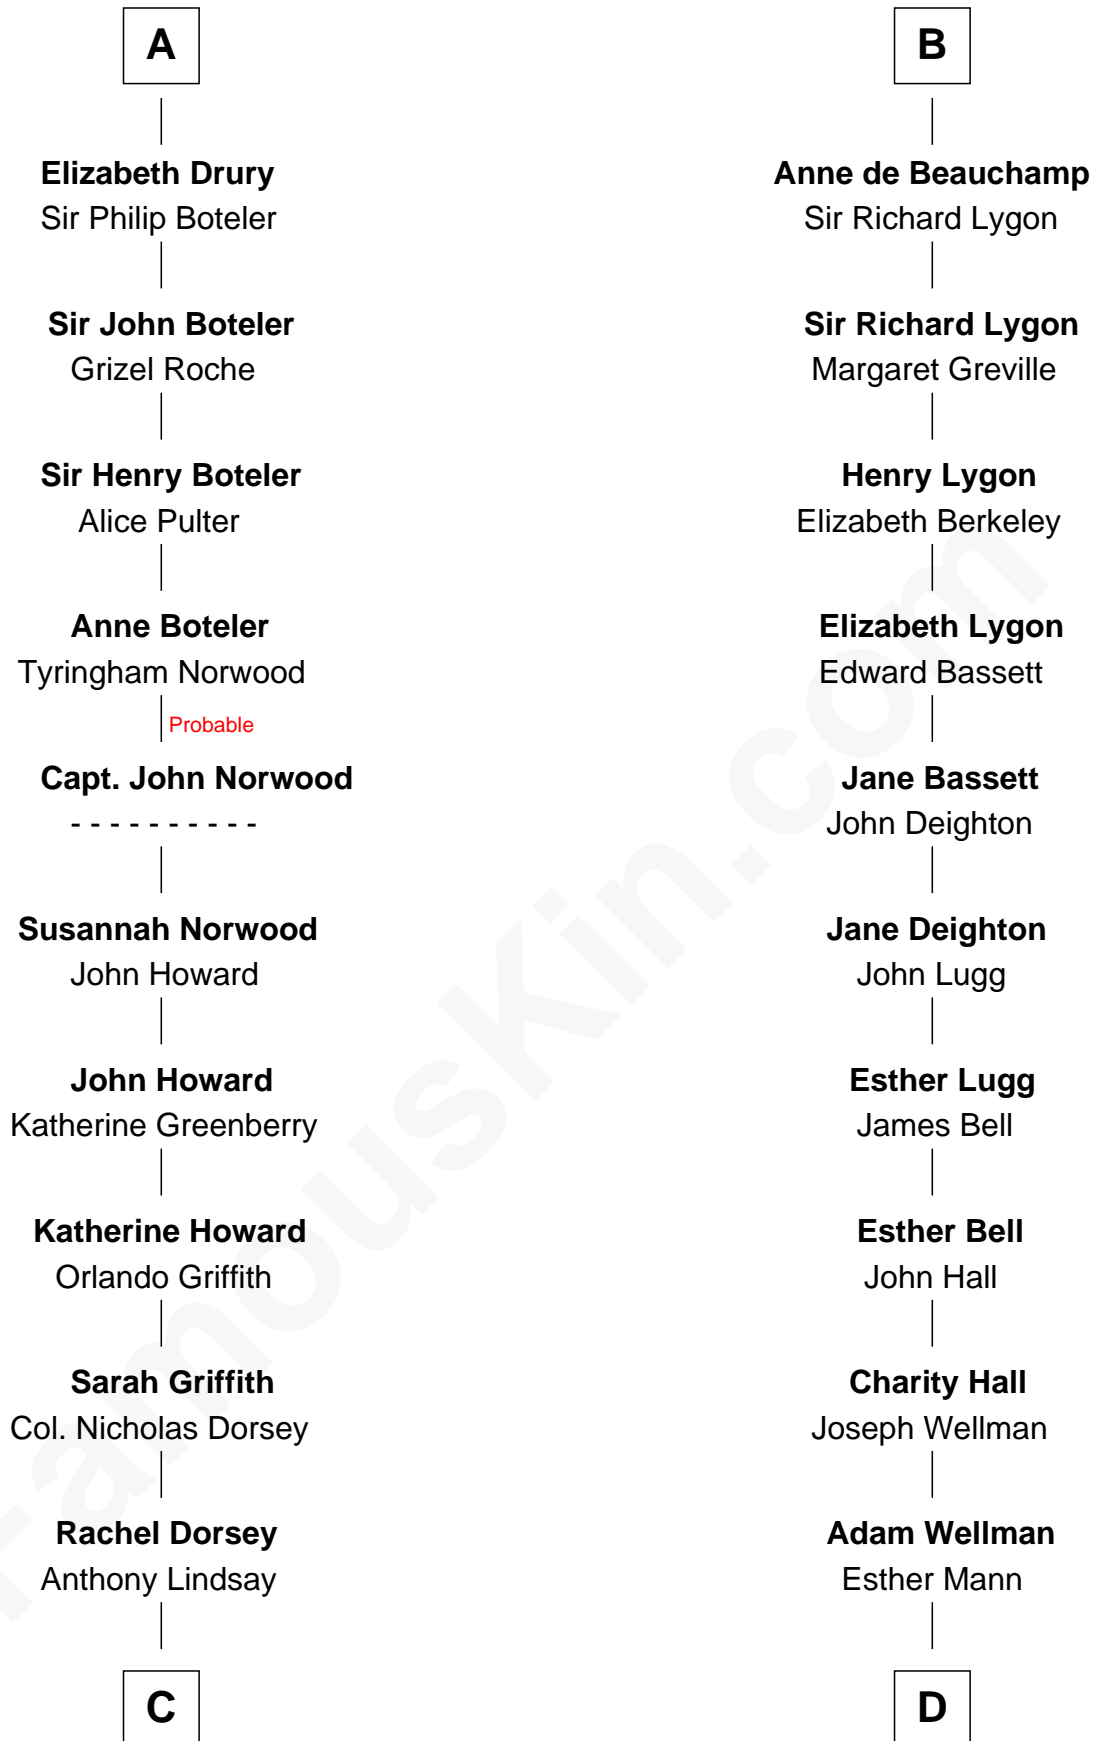 A
Elizabeth Drury
Sir Philip Boteler
Sir John Boteler
Grizel Roche
Sir Henry Boteler
Alice Pulter
Anne Boteler
Tyringham Norwood
Probable
Capt. John Norwood
- - - - - - - - - -
Susannah Norwood
John Howard
John Howard
Katherine Greenberry
Katherine Howard
Orlando Griffith
Sarah Griffith
Col. Nicholas Dorsey
Rachel Dorsey
Anthony Lindsay
C
B
Anne de Beauchamp
Sir Richard Lygon
Sir Richard Lygon
Margaret Greville
Henry Lygon
Elizabeth Berkeley
Elizabeth Lygon
Edward Bassett
Jane Bassett
John Deighton
Jane Deighton
John Lugg
Esther Lugg
James Bell
Esther Bell
John Hall
Charity Hall
Joseph Wellman
Adam Wellman
Esther Mann
D
FamousKin.com